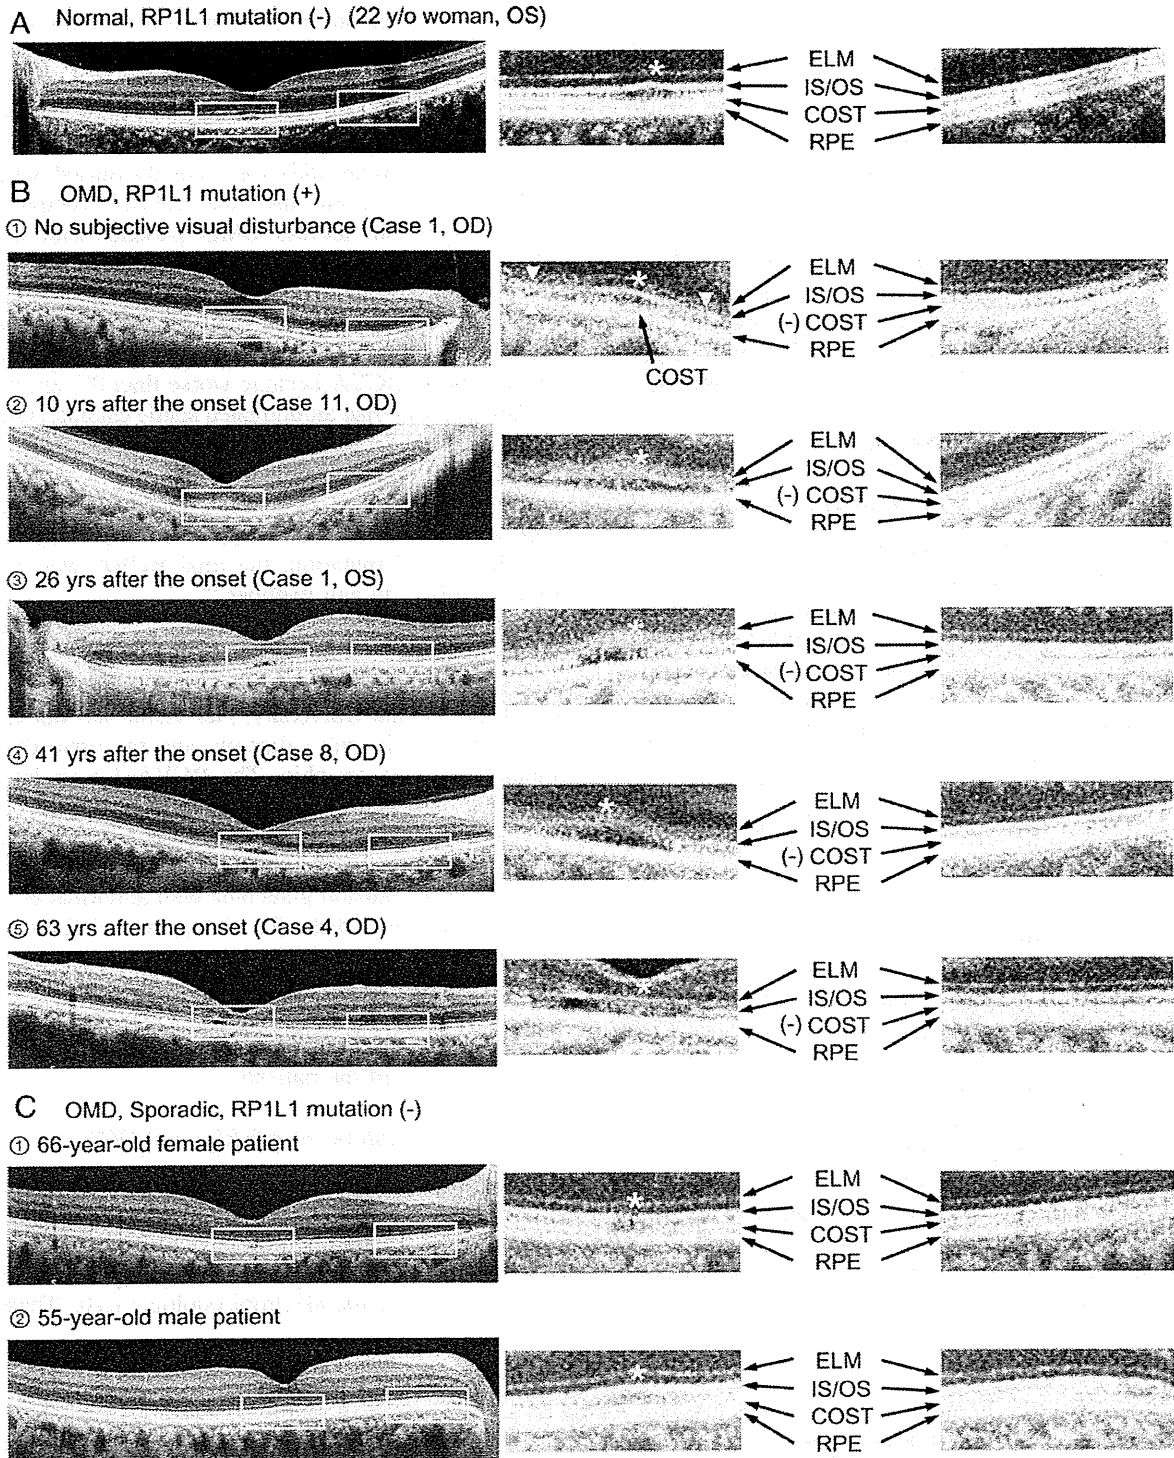 A Normal, RP1L1 mutation (-) (22 y/o woman, OS)
*
ELM
IS/OS
COST
RPE
B OMD, RP1L1 mutation (+)
① No subjective visual disturbance (Case 1, OD)
*
ELM
IS/OS
(-) COST
RPE
COST
② 10 yrs after the onset (Case 11, OD)
*
ELM
IS/OS
(-) COST
RPE
③ 26 yrs after the onset (Case 1, OS)
*
ELM
IS/OS
(-) COST
RPE
④ 41 yrs after the onset (Case 8, OD)
*
ELM
IS/OS
(-) COST
RPE
⑤ 63 yrs after the onset (Case 4, OD)
*
ELM
IS/OS
(-) COST
RPE
C OMD, Sporadic, RP1L1 mutation (-)
① 66-year-old female patient
*
ELM
IS/OS
COST
RPE
② 55-year-old male patient
*
ELM
IS/OS
COST
RPE